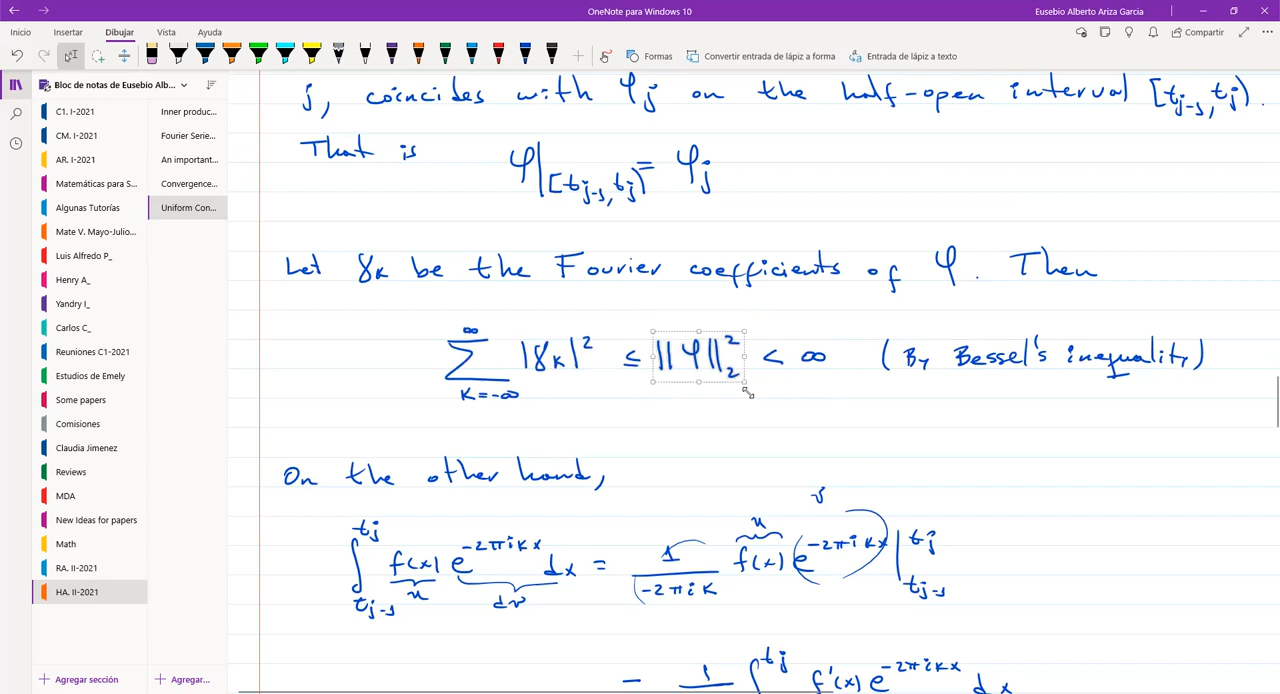 OneNote para Windows 10
Eusebio Alberto Ariza Garcia
Inicio Insertar Dibujar Vista Ayuda
Compartir
Formas
Convertir entrada de lápiz a forma
Entrada de lápiz a texto
Bloc de notas de Eusebio Alb...
C1. I-2021
CM. I-2021
AR. I-2021
Matemáticas para S...
Algunas Tutorías
Mate V. Mayo-Julio...
Luis Alfredo P_
Henry A_
Yandry I_
Carlos C_
Reuniones C1-2021
Estudios de Emely
Some papers
Comisiones
Claudia Jimenez
Reviews
MDA
New Ideas for papers
Math
RA. II-2021
HA. II-2021
Agregar sección
Inner produc...
Fourier Serie...
An important...
Convergence...
Uniform Con...
Agregar...
j, coincides with φj on the half-open interval [tj-1, tj).
That is φ|[tj-1, tj) = φj
Let γk be the Fourier coefficients of φ. Then
∑ k=-∞ ∞ |γk|² ≤ ||φ||₂² < ∞ (By Bessel's inequality)
On the other hand,
∫ tj-1 tj f(x) e^-2πikx dx = 1/-2πik f(x) e^-2πikx | tj-1 tj
u dv u v
- 1 ∫ tj f'(x) e^-2πikx dx